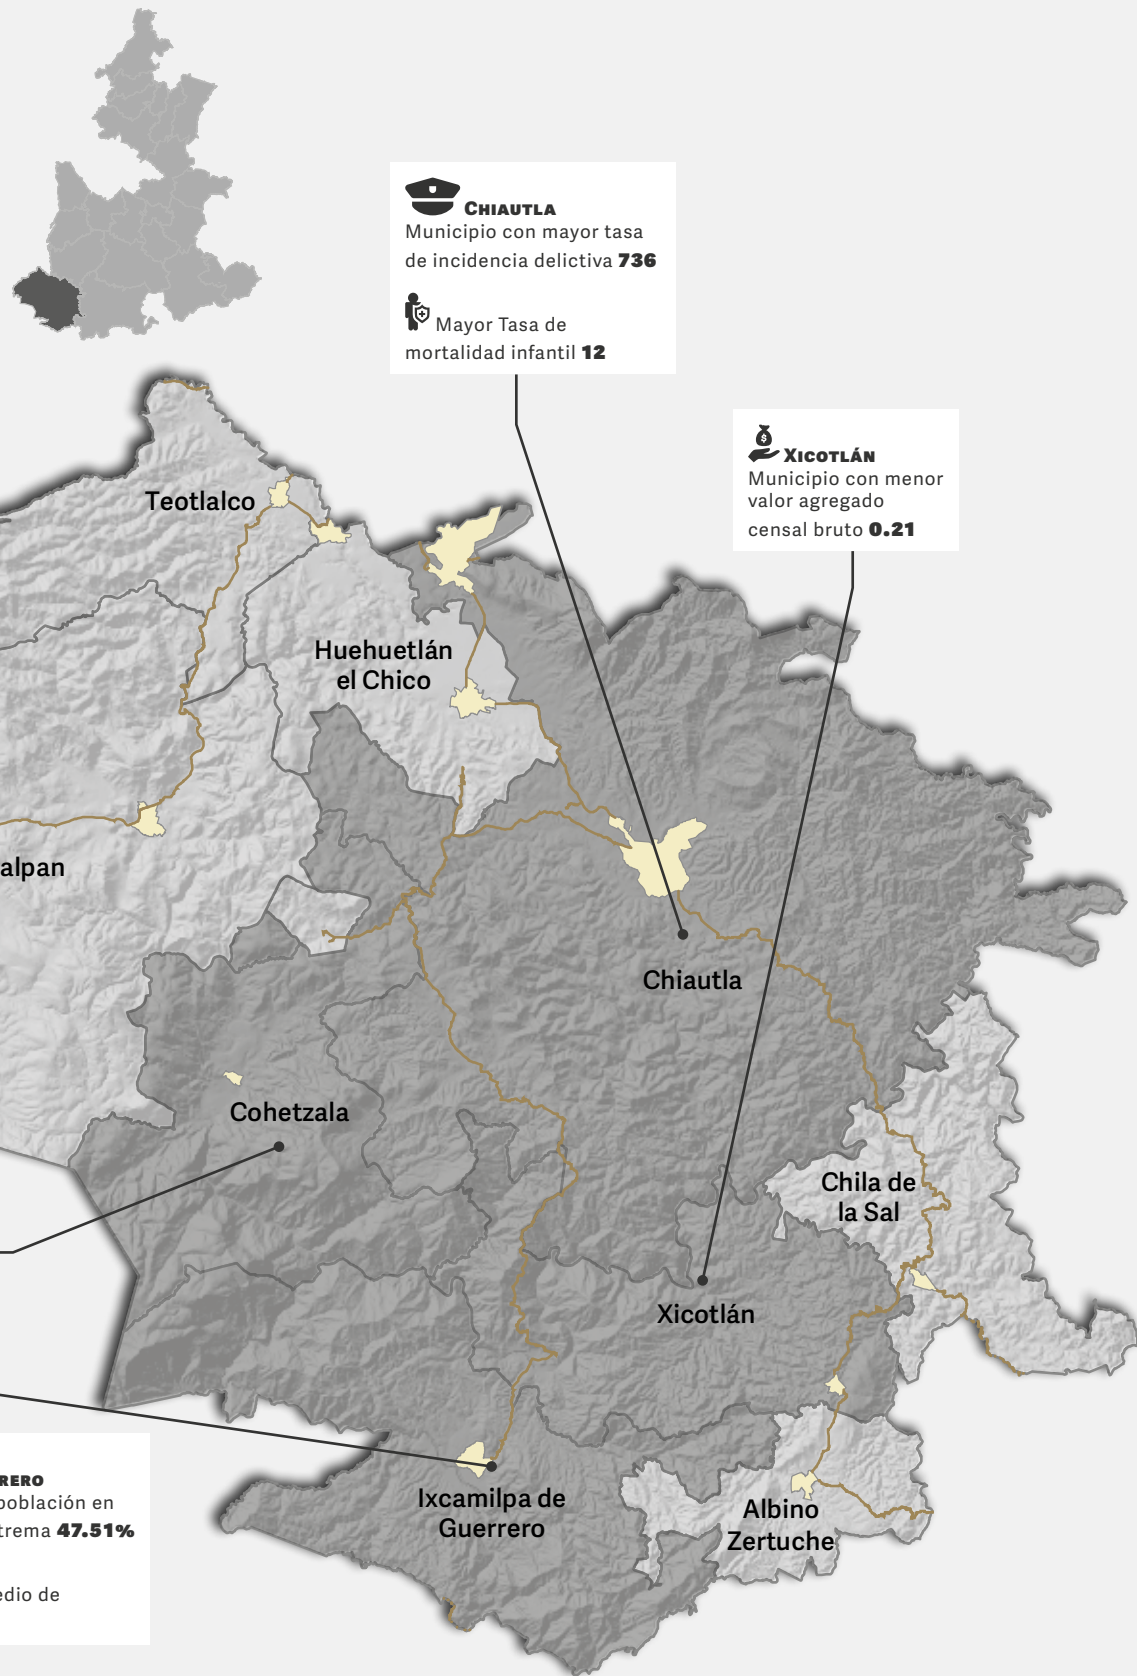 CHIAUTLA
Municipio con mayor tasa
de incidencia delictiva 736
Mayor Tasa de
mortalidad infantil 12
XICOTLÁN
Municipio con menor
valor agregado
censal bruto 0.21
Teotlalco
Huehuetlán
el Chico
alpan
Chiautla
Cohetzala
Chila de
la Sal
Xicotlán
Ixcamilpa de
Guerrero
Albino
Zertuche
RERO
población en
trema 47.51%
edio de